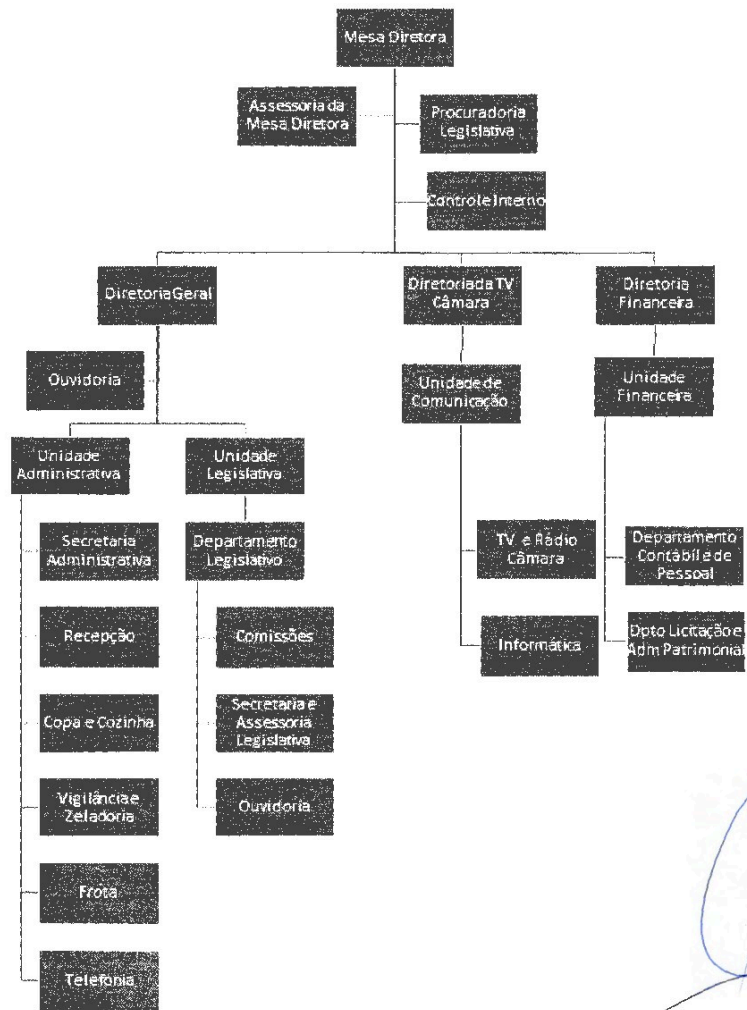 Mesa Diretora
Assessoria da
Mesa Diretora
Procuradoria
Legislativa
Controle Interno
Diretoria Geral
Diretoria da TV
Câmara
Diretoria
Financeira
Ouvidoria
Unidade de
Comunicação
Unidade
Financeira
Unidade
Administrativa
Unidade
Legislativa
Secretaria
Administrativa
Departamento
Legislativo
TV e Rádio
Câmara
Departamento
Contábil e de
Pessoal
Recepção
Comissões
Informática
Dpto Licitação e
Adm Patrimonial
Copa e Cozinha
Secretaria e
Assessoria
Legislativa
Vigilância e
Zeladoria
Ouvidoria
Frota
Telefonia